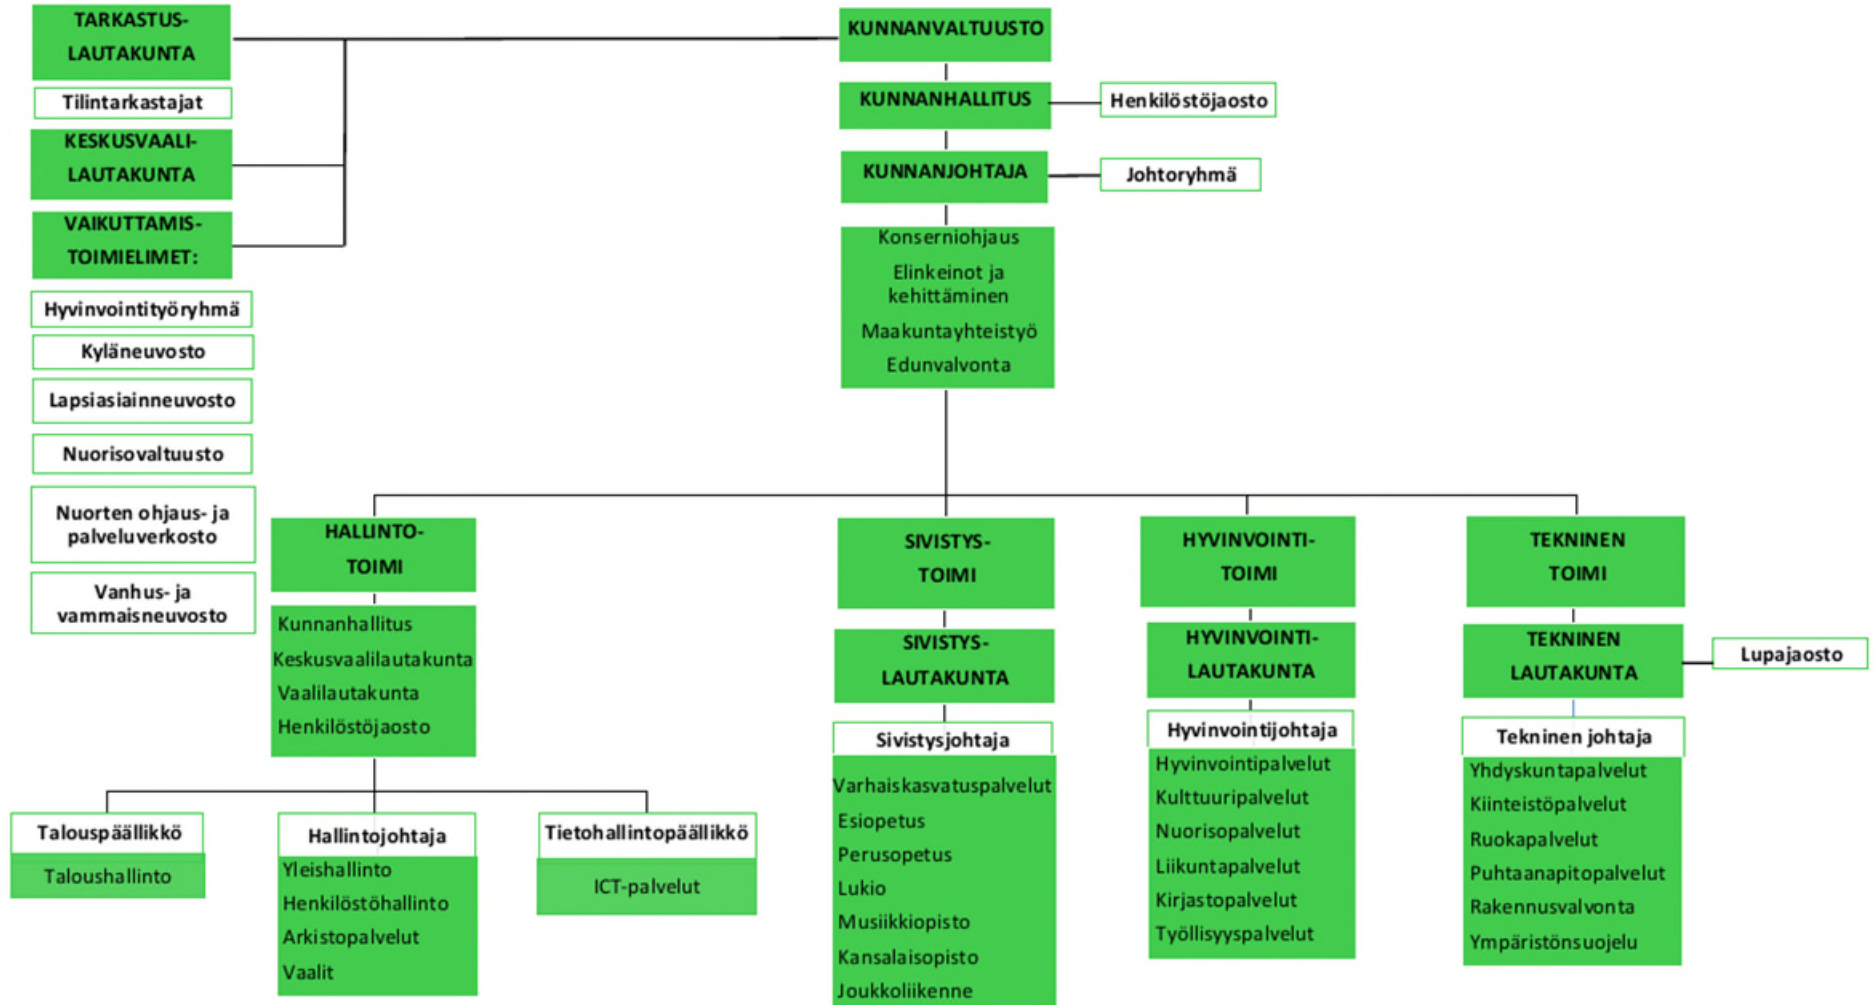 TARKASTUS-
LAUTAKUNTA
Tilintarkastajat
KESKUSVAALI-
LAUTAKUNTA
VAIKUTTAMIS-
TOIMIELIMET:
Hyvinvointityöryhmä
Kyläneuvosto
Lapsiasiainneuvosto
Nuorisovaltuusto
Nuorten ohjaus- ja
palveluverkosto
Vanhus- ja
vammaisneuvosto
KUNNANVALTUUSTO
KUNNANHALLITUS
Henkilöstöjaosto
KUNNANJOHTAJA
Johtoryhmä
Konserniohjaus
Elinkeinot ja
kehittäminen
Maakuntayhteistyö
Edunvalvonta
HALLINTO-
TOIMI
Kunnanhallitus
Keskusvaalilautakunta
Vaalilautakunta
Henkilöstöjaosto
Talouspäällikkö
Taloushallinto
Hallintojohtaja
Yleishallinto
Henkilöstöhallinto
Arkistopalvelut
Vaalit
Tietohallintopäällikkö
ICT-palvelut
SIVISTYS-
TOIMI
SIVISTYS-
LAUTAKUNTA
Sivistysjohtaja
Varhaiskasvatuspalvelut
Esiopetus
Perusopetus
Lukio
Musiikkiopisto
Kansalaisopisto
Joukkoliikenne
HYVINVOINTI-
TOIMI
HYVINVOINTI-
LAUTAKUNTA
Hyvinvointijohtaja
Hyvinvointipalvelut
Kulttuuripalvelut
Nuorisopalvelut
Liikuntapalvelut
Kirjastopalvelut
Työllisyyspalvelut
TEKNINEN
TOIMI
TEKNINEN
LAUTAKUNTA
Lupajaosto
Tekninen johtaja
Yhdyskuntapalvelut
Kiinteistöpalvelut
Ruokapalvelut
Puhtaanapitopalvelut
Rakennusvalvonta
Ympäristönsuojelu